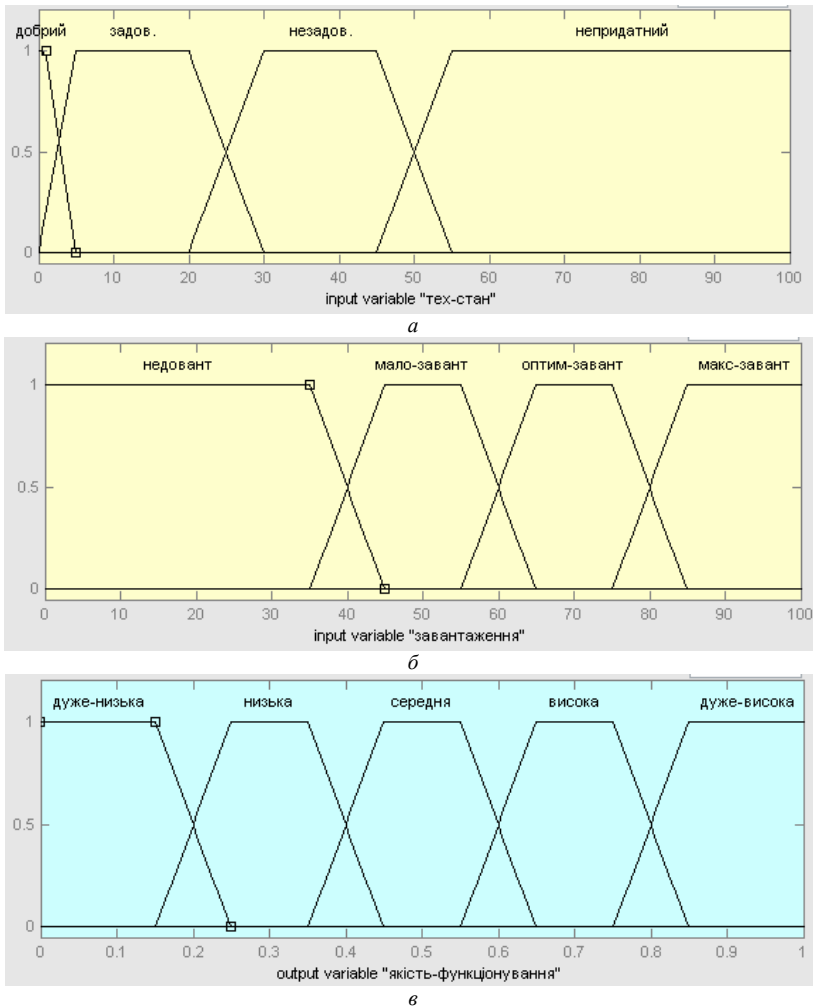 добрий задов. незадов. непридатний
1
0.5
0
0 10 20 30 40 50 60 70 80 90 100
input variable "тех-стан"
а
недовант мало-завант оптим-завант макс-завант
1
0.5
0
0 10 20 30 40 50 60 70 80 90 100
input variable "завантаження"
б
дуже-низька низька середня висока дуже-висока
1
0.5
0
0 0.1 0.2 0.3 0.4 0.5 0.6 0.7 0.8 0.9 1
output variable "якість-функціонування"
в